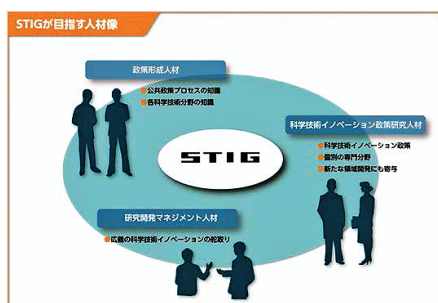 STIGが目指す人材像
政策形成人材
●公共政策プロセスの知識
●各科学技術分野の知識
科学技術イノベーション政策研究人材
●科学技術イノベーション政策
●個別の専門分野
●新たな領域開発にも寄与
STIG
研究開発マネジメント人材
●広義の科学技術イノベーションの舵取り